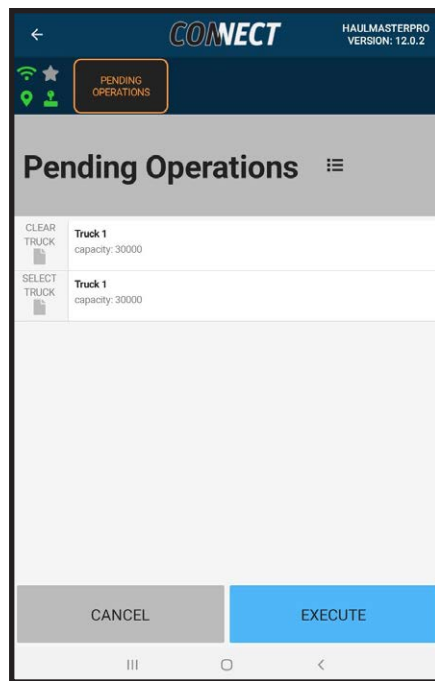 CONNECT
HAULMASTERPRO
VERSION: 12.0.2
PENDING
OPERATIONS
Pending Operations
CLEAR
TRUCK
Truck 1
capacity: 30000
SELECT
TRUCK
Truck 1
capacity: 30000
CANCEL
EXECUTE